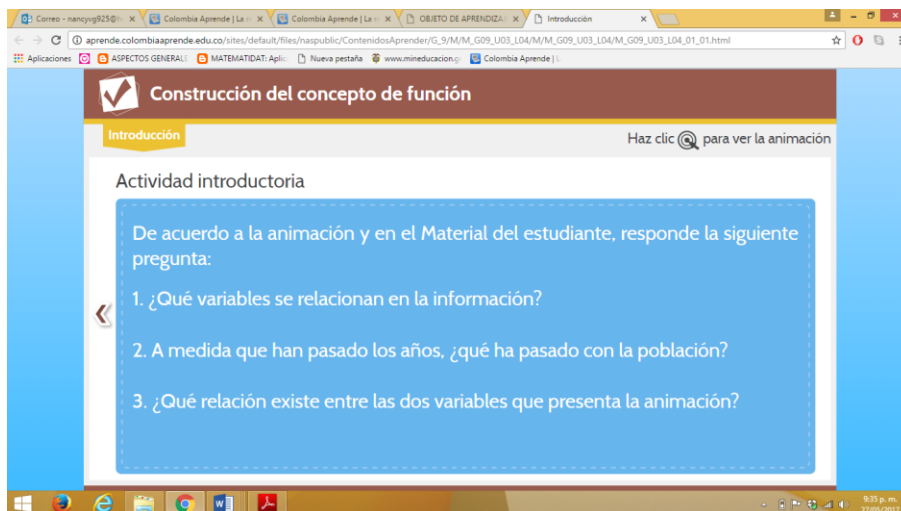 Correo - nancyvg925@h
Colombia Aprende | La
Colombia Aprende | La
OBJETO DE APRENDIZA
Introducción
aprende.colombiaaprende.edu.co/sites/default/files/naspublic/ContenidosAprender/G_9/M/M_G09_U03_L04/M/M_G09_U03_L04/M_G09_U03_L04_01_01.html
Aplicaciones
ASPECTOS GENERALE
MATEMATIDAT: Aplic
Nueva pestaña
www.mineducacion.g
Colombia Aprende | L
Construcción del concepto de función
Introducción
Haz clic para ver la animación
Actividad introductoria
De acuerdo a la animación y en el Material del estudiante, responde la siguiente
pregunta:
1. ¿Qué variables se relacionan en la información?
2. A medida que han pasado los años, ¿qué ha pasado con la población?
3. ¿Qué relación existe entre las dos variables que presenta la animación?
9:35 p. m.
27/05/2017